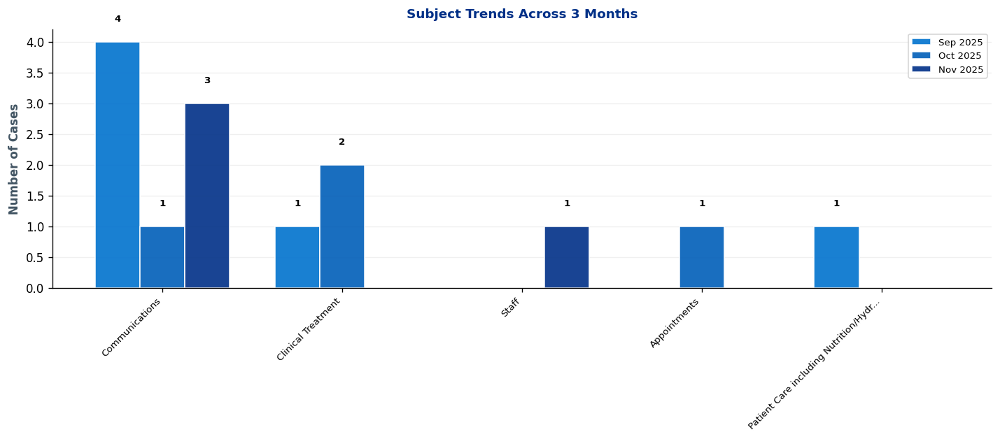 Subject Trends Across 3 Months
Number of Cases
4.0
3.5
3.0
2.5
2.0
1.5
1.0
0.5
0.0
4
1
3
1
2
1
1
1
Sep 2025
Oct 2025
Nov 2025
Communications
Clinical Treatment
Staff
Appointments
Patient Care including Nutrition/Hydr...